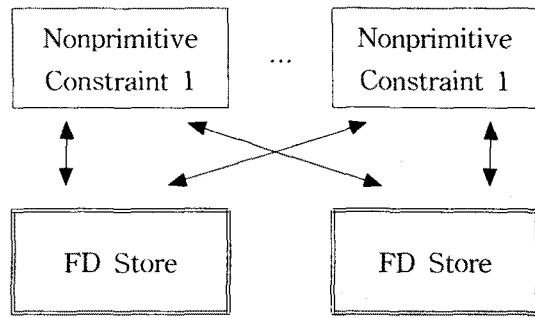 Nonprimitive
Constraint 1
...
Nonprimitive
Constraint 1
FD Store
FD Store